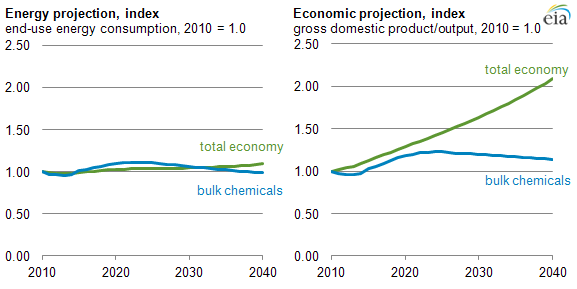 Energy projection, index
end-use energy consumption, 2010 = 1.0
2.50
2.00
1.50
1.00
0.50
0.00
total economy
bulk chemicals
2010
2020
2030
2040
Economic projection, index
gross domestic product/output, 2010 = 1.0
eia
2.50
2.00
1.50
1.00
0.50
0.00
total economy
bulk chemicals
2010
2020
2030
2040